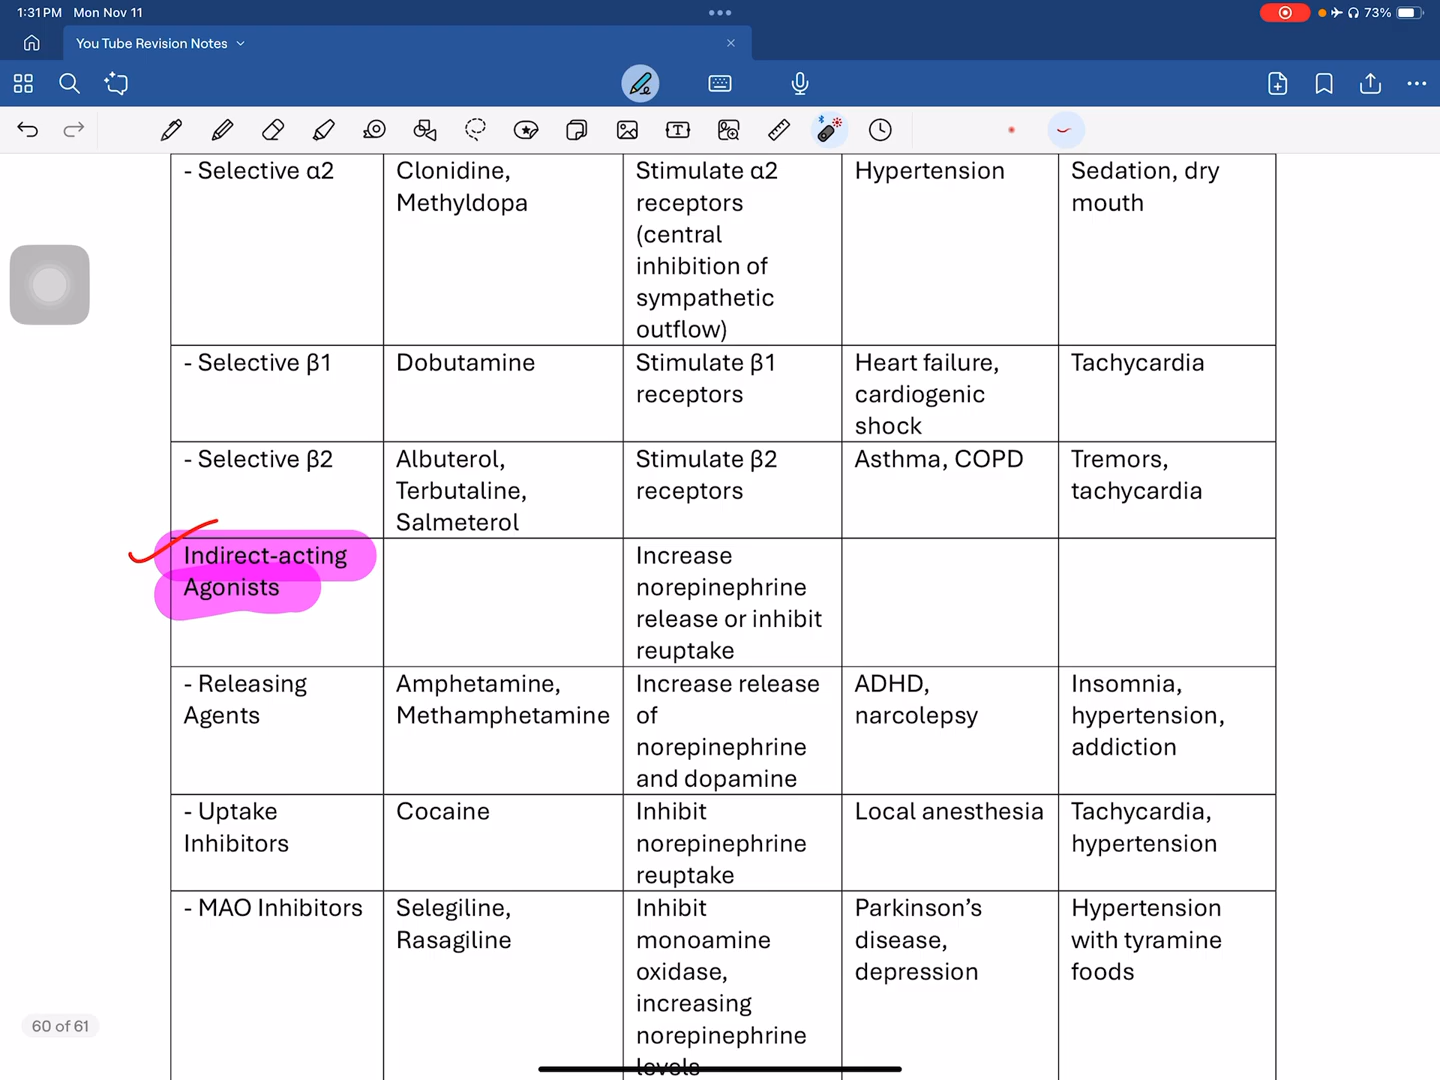 1:31 PM Mon Nov 11
73%
You Tube Revision Notes
- Selective α2
Clonidine,
Methyldopa
Stimulate α2
receptors
(central
inhibition of
sympathetic
outflow)
Hypertension
Sedation, dry
mouth
- Selective β1
Dobutamine
Stimulate β1
receptors
Heart failure,
cardiogenic
shock
Tachycardia
- Selective β2
Albuterol,
Terbutaline,
Salmeterol
Stimulate β2
receptors
Asthma, COPD
Tremors,
tachycardia
Indirect-acting
Agonists
Increase
norepinephrine
release or inhibit
reuptake
- Releasing
Agents
Amphetamine,
Methamphetamine
Increase release
of
norepinephrine
and dopamine
ADHD,
narcolepsy
Insomnia,
hypertension,
addiction
- Uptake
Inhibitors
Cocaine
Inhibit
norepinephrine
reuptake
Local anesthesia
Tachycardia,
hypertension
- MAO Inhibitors
Selegiline,
Rasagiline
Inhibit
monoamine
oxidase,
increasing
norepinephrine
levels
Parkinson’s
disease,
depression
Hypertension
with tyramine
foods
60 of 61